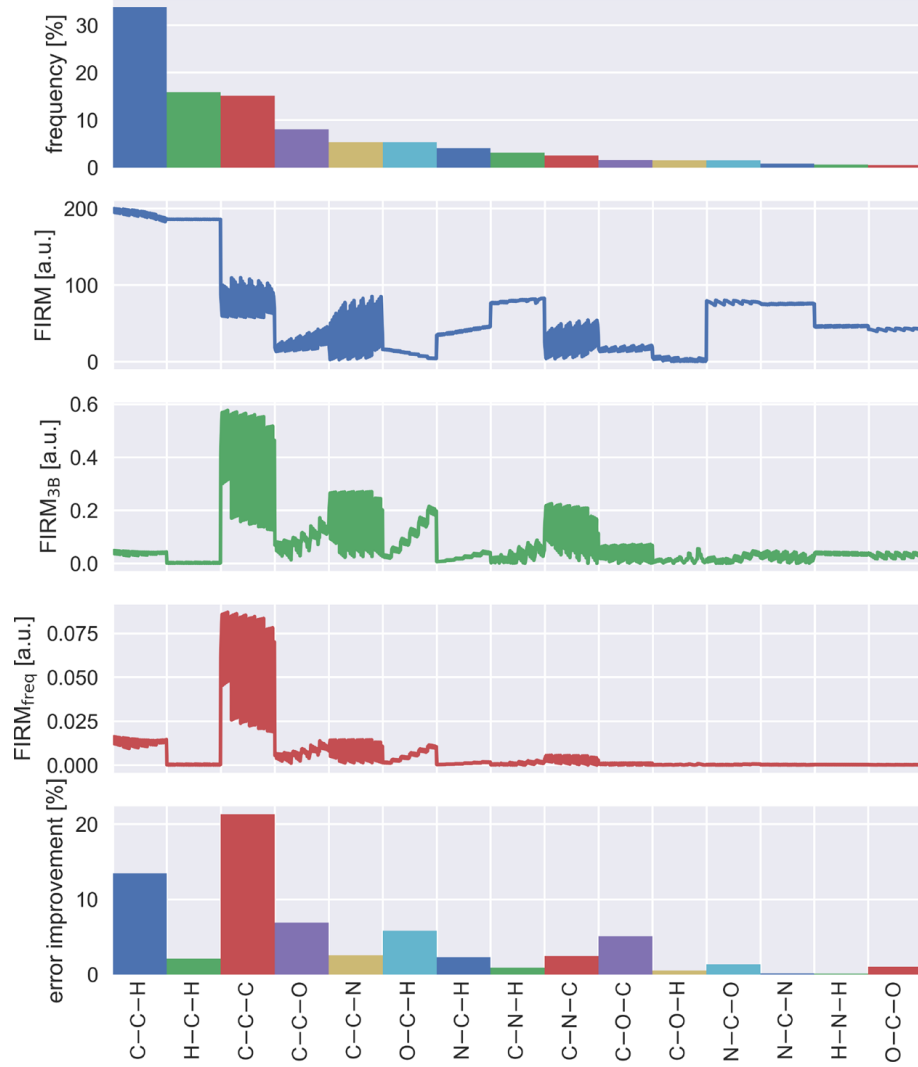 frequency [%]
30
20
10
0
FIRM [a.u.]
200
100
0
FIRM3B [a.u.]
0.6
0.4
0.2
0.0
FIRMfreq [a.u.]
0.075
0.050
0.025
0.000
error improvement [%]
20
10
0
C−C−H
H−C−H
C−C−C
C−C−O
C−C−N
O−C−H
N−C−H
C−N−H
C−N−C
C−O−C
C−O−H
N−C−O
N−C−N
H−N−H
O−C−O